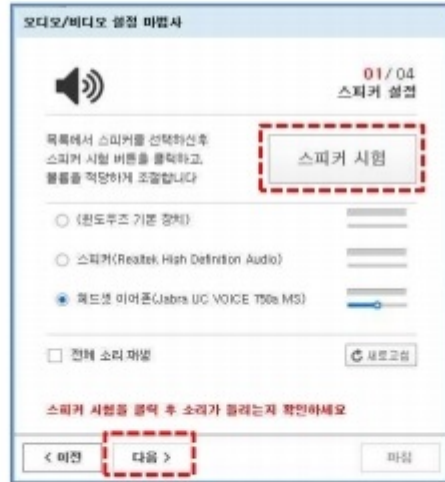 오디오/비디오 설정 마법사
01/ 04
스피커 설정
목록에서 스피커를 선택하신후
스피커 시험 버튼을 클릭하고,
볼륨을 적당하게 조절합니다
스피커 시험
(윈도우즈 기본 장치)
스피커(Realtek High Definition Audio)
헤드셋 이어폰(Jabra UC VOICE 750a MS)
전체 소리 재생
새로고침
스피커 시험을 클릭 후 소리가 들리는지 확인하세요
< 이전
다음 >
마침